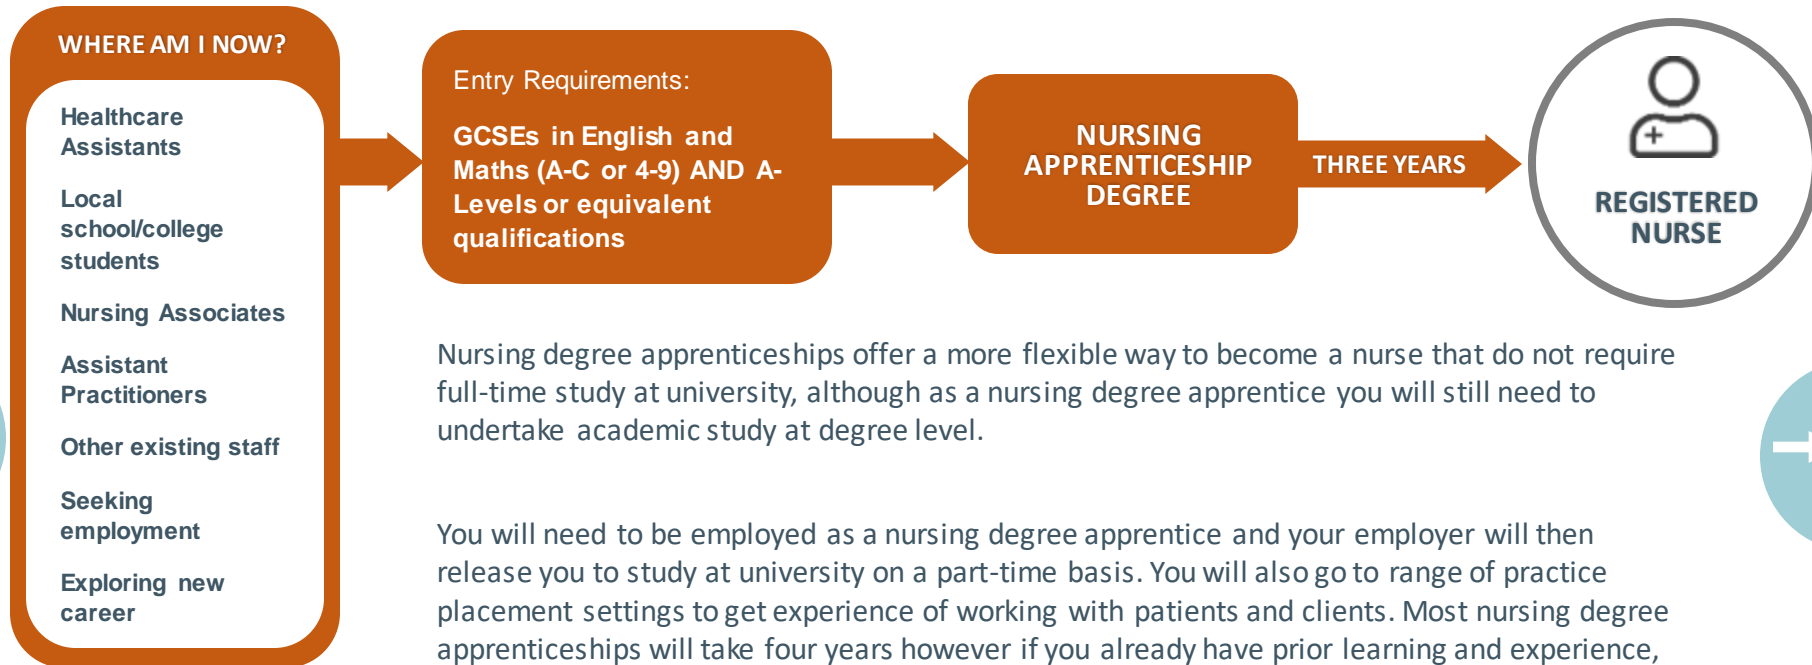 WHERE AM I NOW?
Healthcare
Assistants
Local
school/college
students
Nursing Associates
Assistant
Practitioners
Other existing staff
Seeking
employment
Exploring new
career
Entry Requirements:
GCSEs in English and
Maths (A-C or 4-9) AND A-
Levels or equivalent
qualifications
NURSING
APPRENTICESHIP
DEGREE
THREE YEARS
REGISTERED
NURSE
Nursing degree apprenticeships offer a more flexible way to become a nurse that do not require
full-time study at university, although as a nursing degree apprentice you will still need to
undertake academic study at degree level.
You will need to be employed as a nursing degree apprentice and your employer will then
release you to study at university on a part-time basis. You will also go to range of practice
placement settings to get experience of working with patients and clients. Most nursing degree
apprenticeships will take four years however if you already have prior learning and experience,